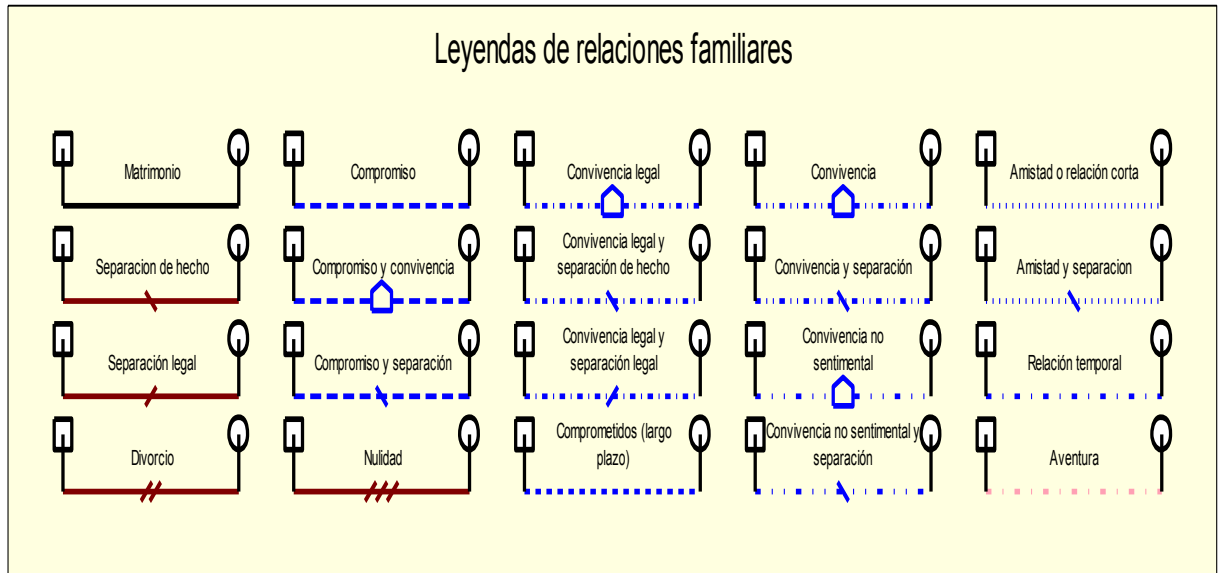 Leyendas de relaciones familiares
Matrimonio
Compromiso
Convivencia legal
Convivencia
Amistad o relación corta
Separacion de hecho
Compromiso y convivencia
Convivencia legal y
separación de hecho
Convivencia y separación
Amistad y separacion
Separación legal
Compromiso y separación
Convivencia legal y
separación legal
Convivencia no
sentimental
Relación temporal
Divorcio
Nulidad
Comprometidos (largo
plazo)
Convivencia no sentimental y
separación
Aventura